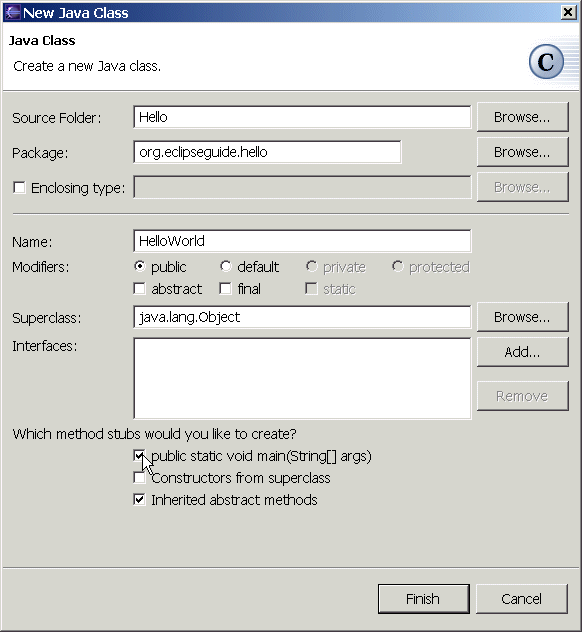 New Java Class
Java Class
Create a new Java class.
C
Source Folder: Hello Browse...
Package: org.eclipseguide.hello Browse...
Enclosing type: Browse...
Name: HelloWorld
Modifiers: public default private protected
abstract final static
Superclass: java.lang.Object Browse...
Interfaces: Add...
Remove
Which method stubs would you like to create?
public static void main(String[] args)
Constructors from superclass
Inherited abstract methods
Finish Cancel